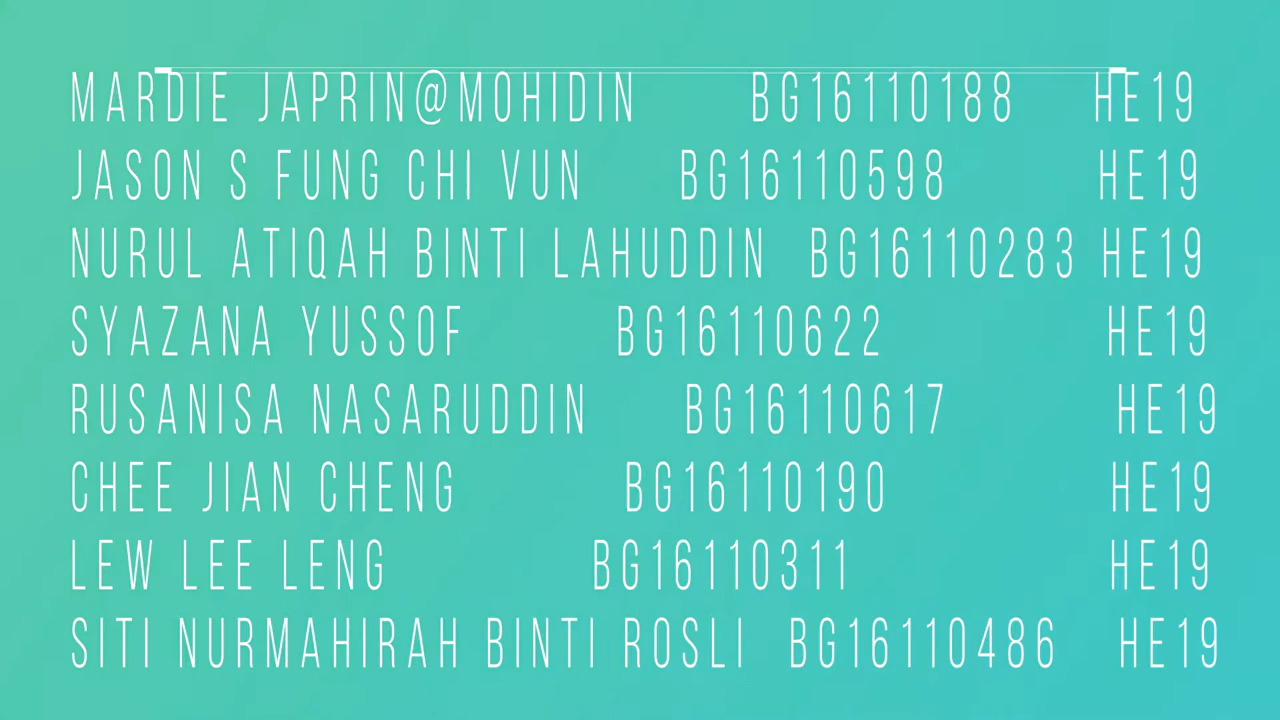 MARDIE JAPRIN@MOHIDIN BG16110188 HE19
JASON S FUNG CHI VUN BG16110598 HE19
NURUL ATIQAH BINTI LAHUDDIN BG16110283 HE19
SYAZANA YUSSOF BG16110622 HE19
RUSANISA NASARUDDIN BG16110617 HE19
CHEE JIAN CHENG BG16110190 HE19
LEW LEE LENG BG16110311 HE19
SITI NURMAHIRAH BINTI ROSLI BG16110486 HE19